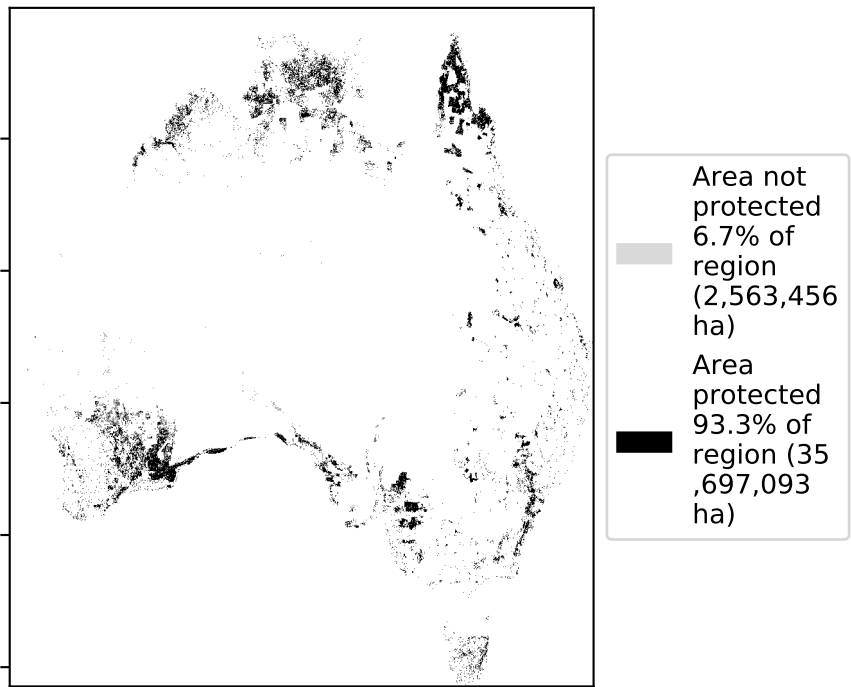 Area not
protected
6.7% of
region
(2,563,456
ha)
Area
protected
93.3% of
region (35
,697,093
ha)